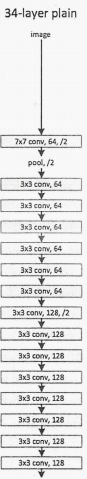 34-layer plain
image
7x7 conv, 64, /2
pool, /2
3x3 conv, 64
3x3 conv, 64
3x3 conv, 64
3x3 conv, 64
3x3 conv, 64
3x3 conv, 64
3x3 conv, 128, /2
3x3 conv, 128
3x3 conv, 128
3x3 conv, 128
3x3 conv, 128
3x3 conv, 128
3x3 conv, 128
3x3 conv, 128